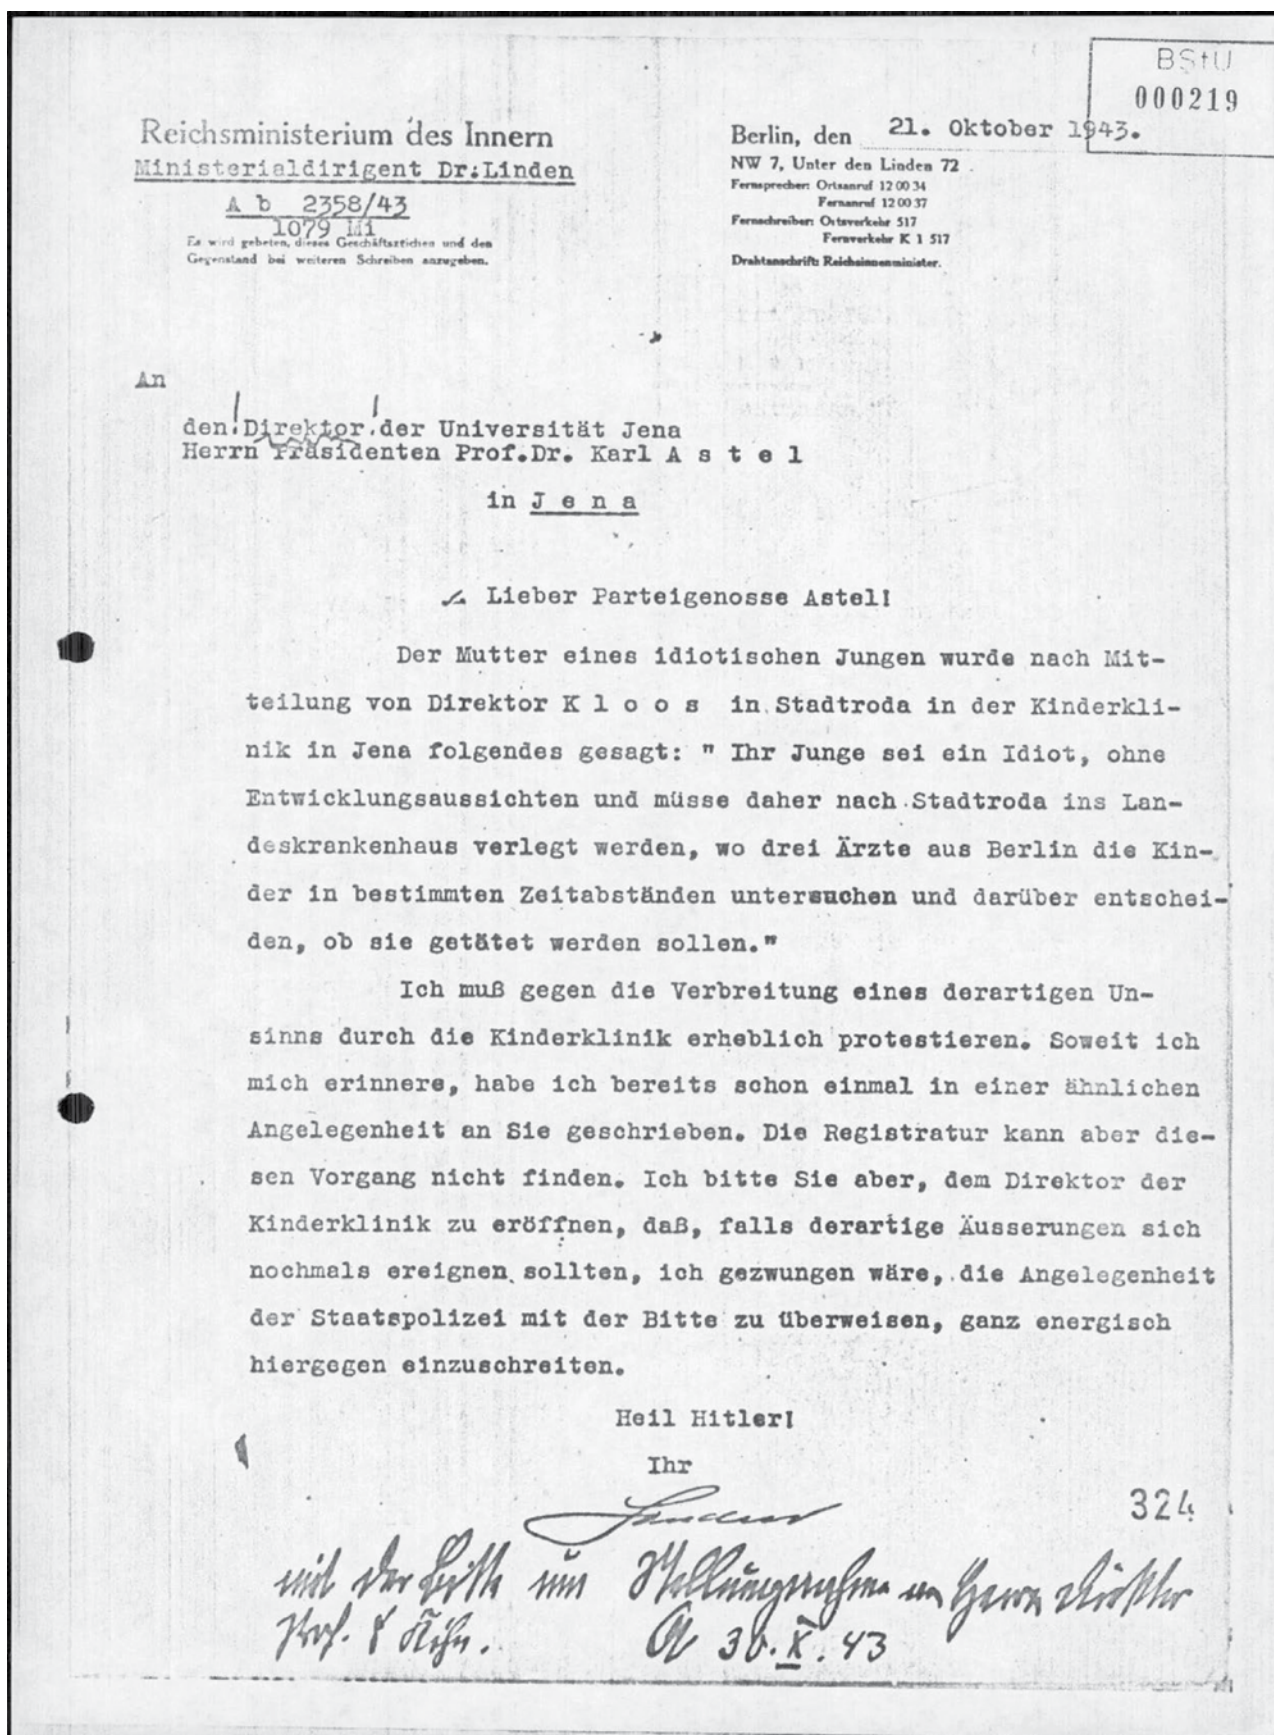 BStU
000219
Reichsministerium des Innern
Ministerialdirigent Dr.Linden
A b 2358/43
1079 Mi
Es wird gebeten, dieses Geschäftszeichen und den
Gegenstand bei weiteren Schreiben anzugeben.
Berlin, den 21. Oktober 1943.
NW 7, Unter den Linden 72
Fernsprecher: Ortsanruf 12 00 34
Fernanruf 12 00 37
Fernschreiber: Ortsverkehr 517
Fernverkehr K 1 517
Drahtanschrift: Reichsinnenminister.
An
den Direktor der Universität Jena
Herrn Präsidenten Prof.Dr. Karl A s t e l
in J e n a
Lieber Parteigenosse Astel!
Der Mutter eines idiotischen Jungen wurde nach Mit-
teilung von Direktor K l o o s in Stadtroda in der Kinderkli-
nik in Jena folgendes gesagt: " Ihr Junge sei ein Idiot, ohne
Entwicklungsaussichten und müsse daher nach Stadtroda ins Lan-
deskrankenhaus verlegt werden, wo drei Ärzte aus Berlin die Kin-
der in bestimmten Zeitabständen untersuchen und darüber entschei-
den, ob sie getötet werden sollen."
Ich muß gegen die Verbreitung eines derartigen Un-
sinns durch die Kinderklinik erheblich protestieren. Soweit ich
mich erinnere, habe ich bereits schon einmal in einer ähnlichen
Angelegenheit an Sie geschrieben. Die Registratur kann aber die-
sen Vorgang nicht finden. Ich bitte Sie aber, dem Direktor der
Kinderklinik zu eröffnen, daß, falls derartige Äusserungen sich
nochmals ereignen sollten, ich gezwungen wäre, die Angelegenheit
der Staatspolizei mit der Bitte zu überweisen, ganz energisch
hiergegen einzuschreiten.
Heil Hitler!
Ihr
Linden
324
mit der Bitte um Stellungnahme an Herrn Direktor
Prof.
A 30.X.43